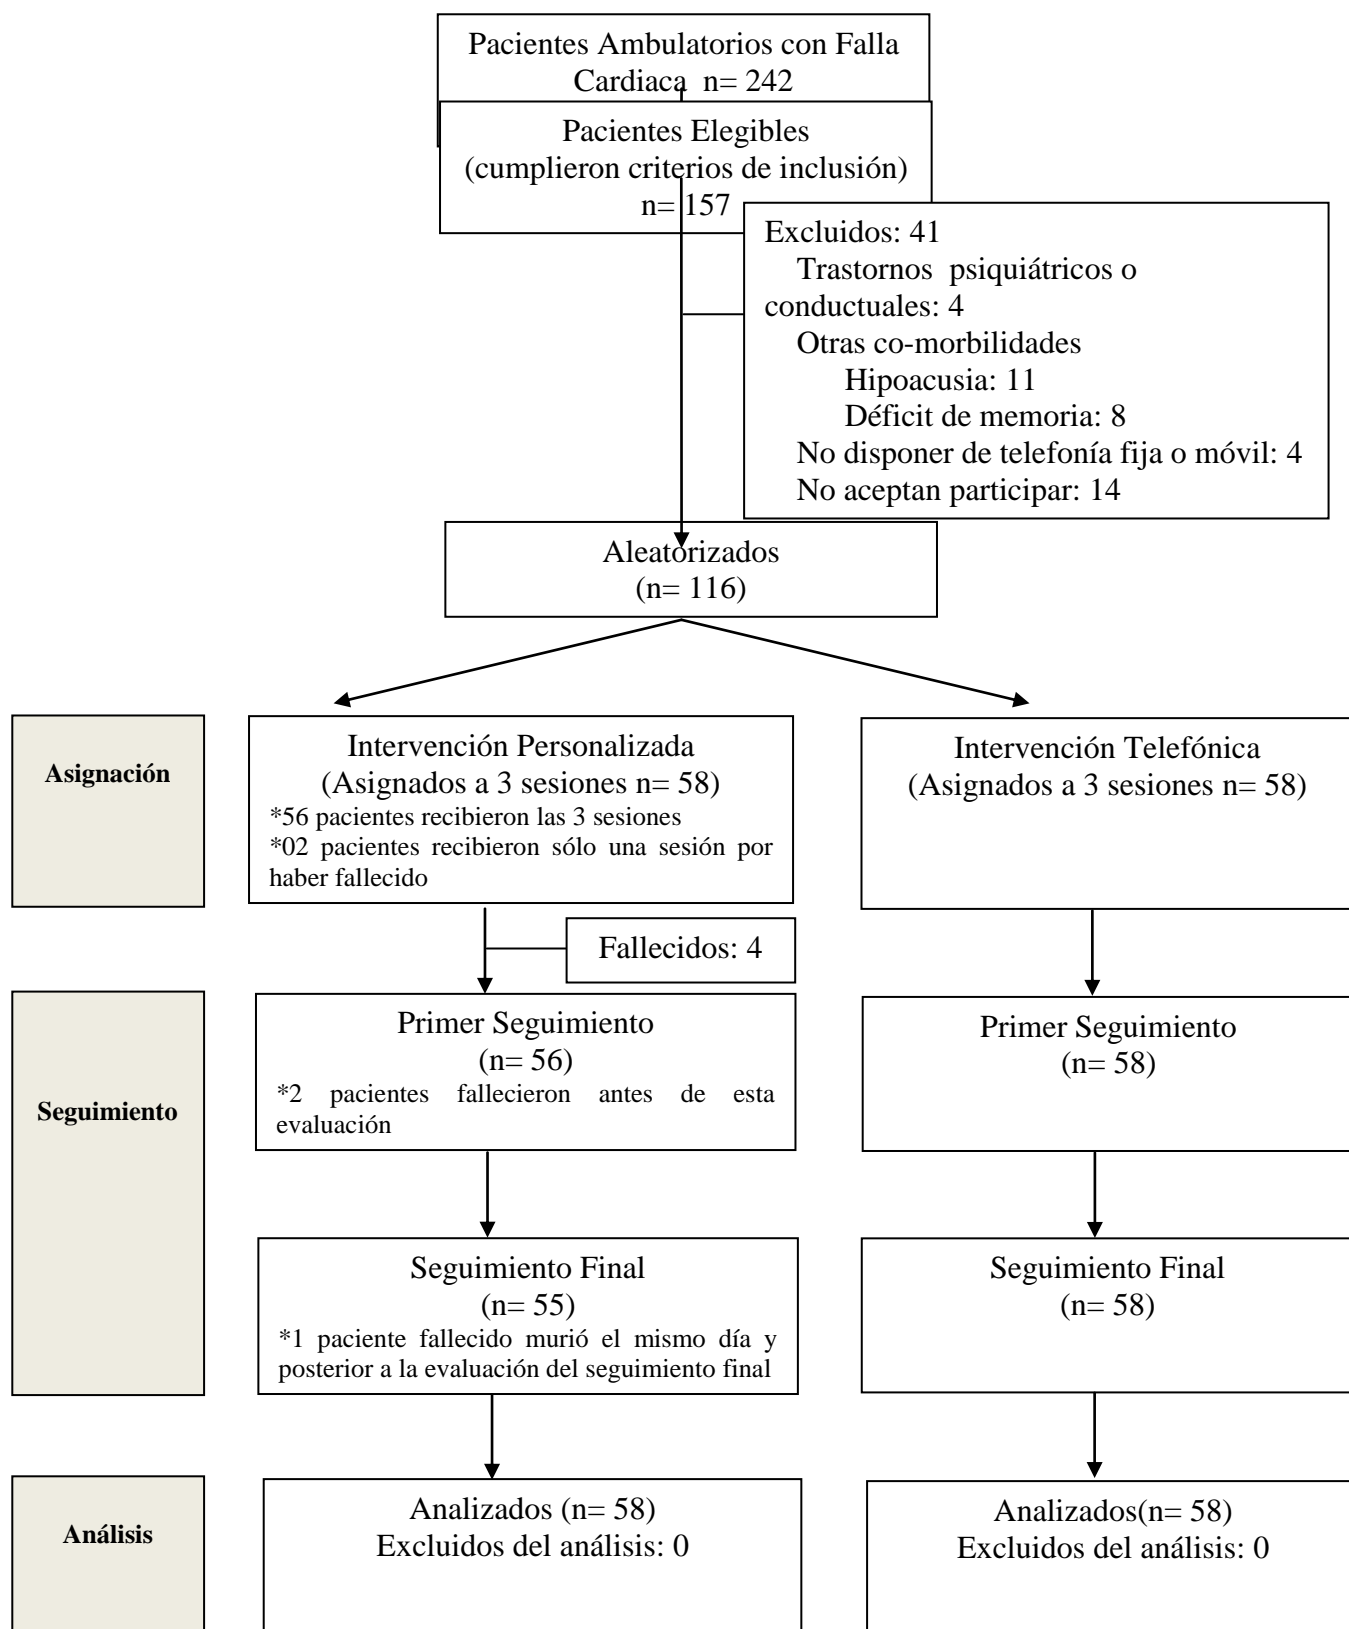 Pacientes Ambulatorios con Falla
Cardiaca n= 242
Pacientes Elegibles
(cumplieron criterios de inclusión)
n= 157
Excluidos: 41
Trastornos psiquiátricos o
conductuales: 4
Otras co-morbilidades
Hipoacusia: 11
Déficit de memoria: 8
No disponer de telefonía fija o móvil: 4
No aceptan participar: 14
Aleatorizados
(n= 116)
Asignación
Intervención Personalizada
(Asignados a 3 sesiones n= 58)
*56 pacientes recibieron las 3 sesiones
*02 pacientes recibieron sólo una sesión por
haber fallecido
Intervención Telefónica
(Asignados a 3 sesiones n= 58)
Fallecidos: 4
Seguimiento
Primer Seguimiento
(n= 56)
*2 pacientes fallecieron antes de esta
evaluación
Primer Seguimiento
(n= 58)
Seguimiento Final
(n= 55)
*1 paciente fallecido murió el mismo día y
posterior a la evaluación del seguimiento final
Seguimiento Final
(n= 58)
Análisis
Analizados (n= 58)
Excluidos del análisis: 0
Analizados(n= 58)
Excluidos del análisis: 0